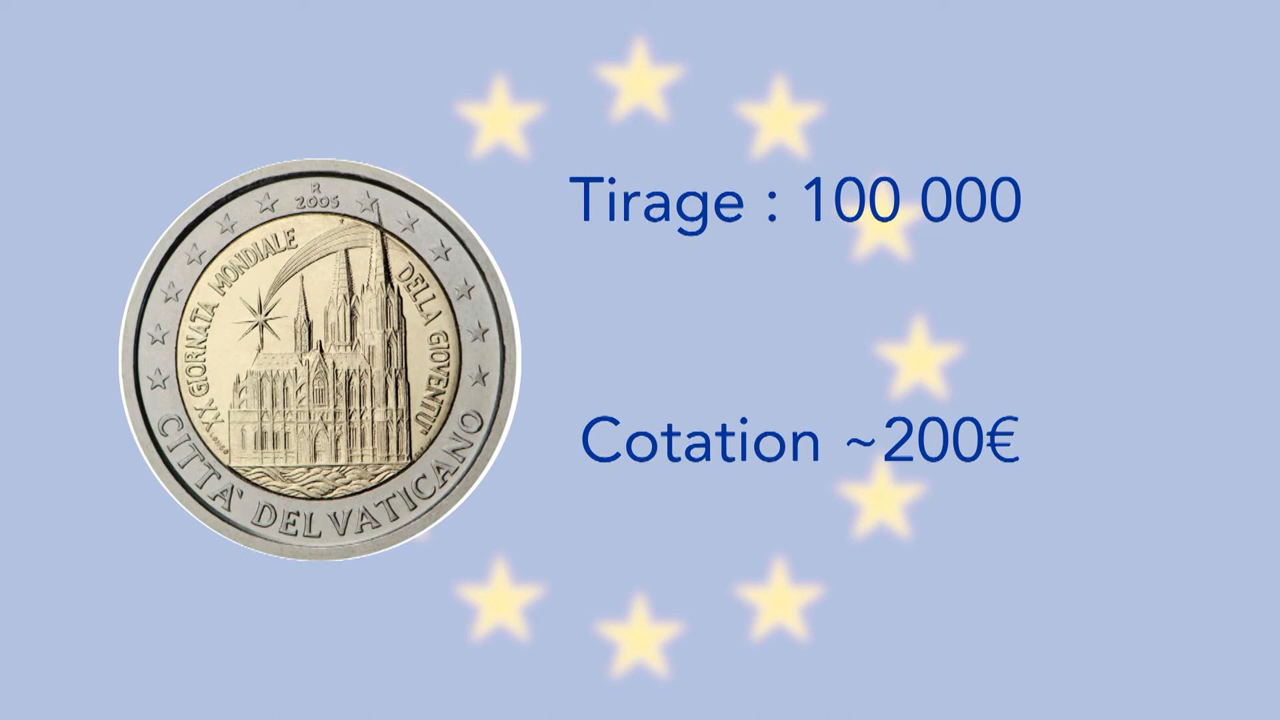 R
2005
XX GIORNATA MONDIALE
DELLA GIOVENTU'
CITTA' DEL VATICANO
Tirage : 100 000
Cotation ~200€